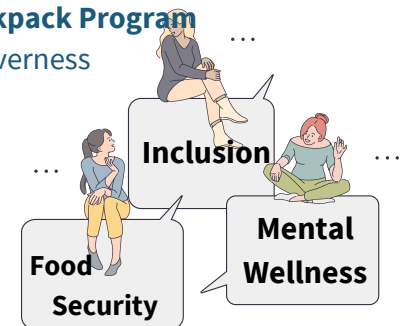 kpack Program
verness
...
Inclusion
...
...
Mental
Wellness
Food
Security